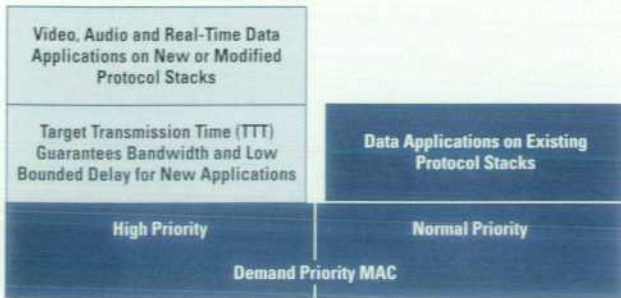 Video, Audio and Real-Time Data
Applications on New or Modified
Protocol Stacks
Target Transmission Time (TTT)
Guarantees Bandwidth and Low
Bounded Delay for New Applications
Data Applications on Existing
Protocol Stacks
High Priority
Normal Priority
Demand Priority MAC